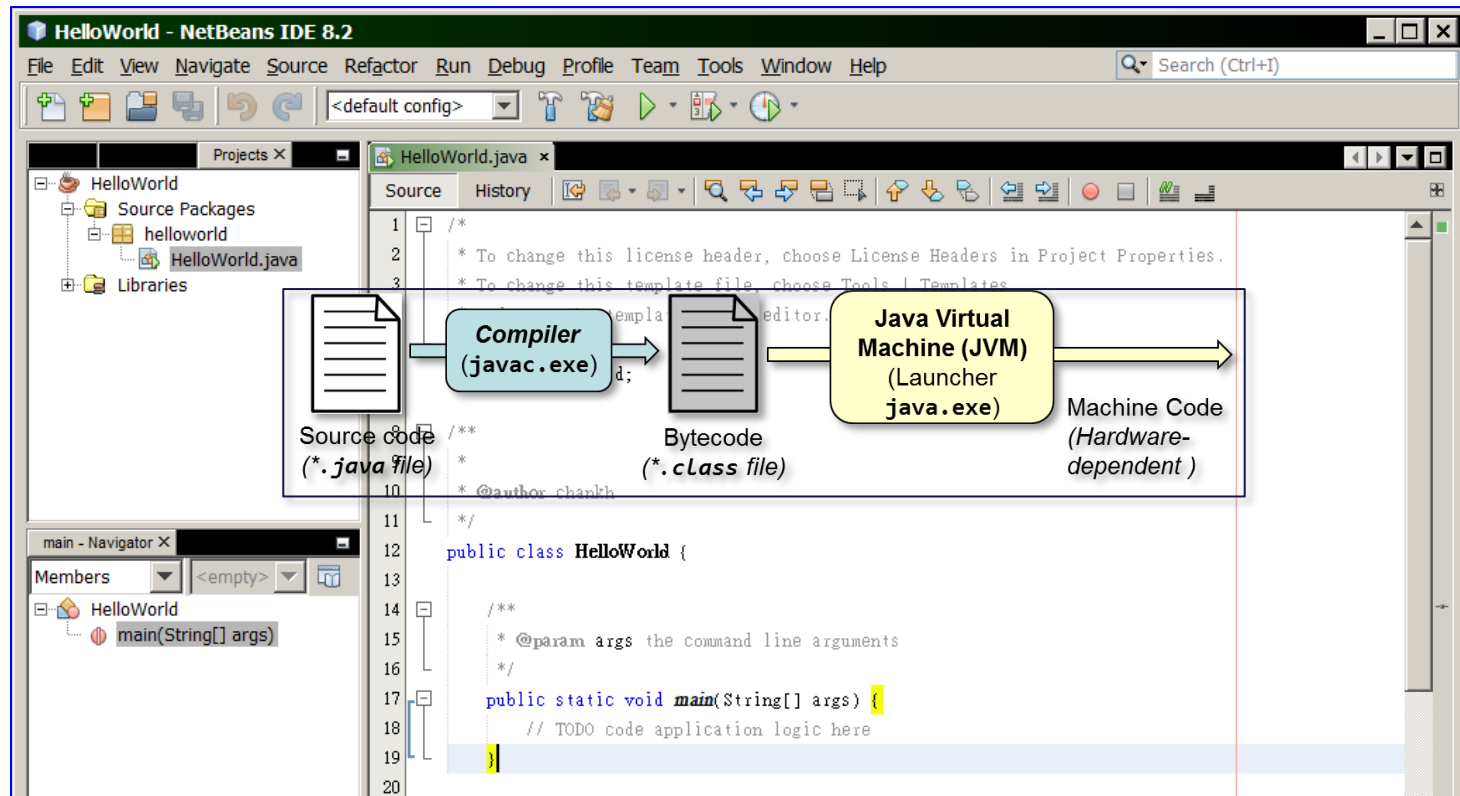 HelloWorld - NetBeans IDE 8.2
File Edit View Navigate Source Refactor Run Debug Profile Team Tools Window Help
Search (Ctrl+I)
<default config>
Projects
HelloWorld
Source Packages
helloworld
HelloWorld.java
Libraries
main - Navigator
Members
<empty>
HelloWorld
main(String[] args)
HelloWorld.java
Source History
1 /*
2 * To change this license header, choose License Headers in Project Properties.
3 * To change this template file, choose Tools | Templates
editor.
d;
8 /**
*
10 * @author chankh
11 */
12 public class HelloWorld {
13
14 /**
15 * @param args the command line arguments
16 */
17 public static void main(String[] args) {
18 // TODO code application logic here
19 }
20
Source code
(*.java file)
Compiler
(javac.exe)
Bytecode
(*.class file)
Java Virtual
Machine (JVM)
(Launcher
java.exe)
Machine Code
(Hardware-
dependent )